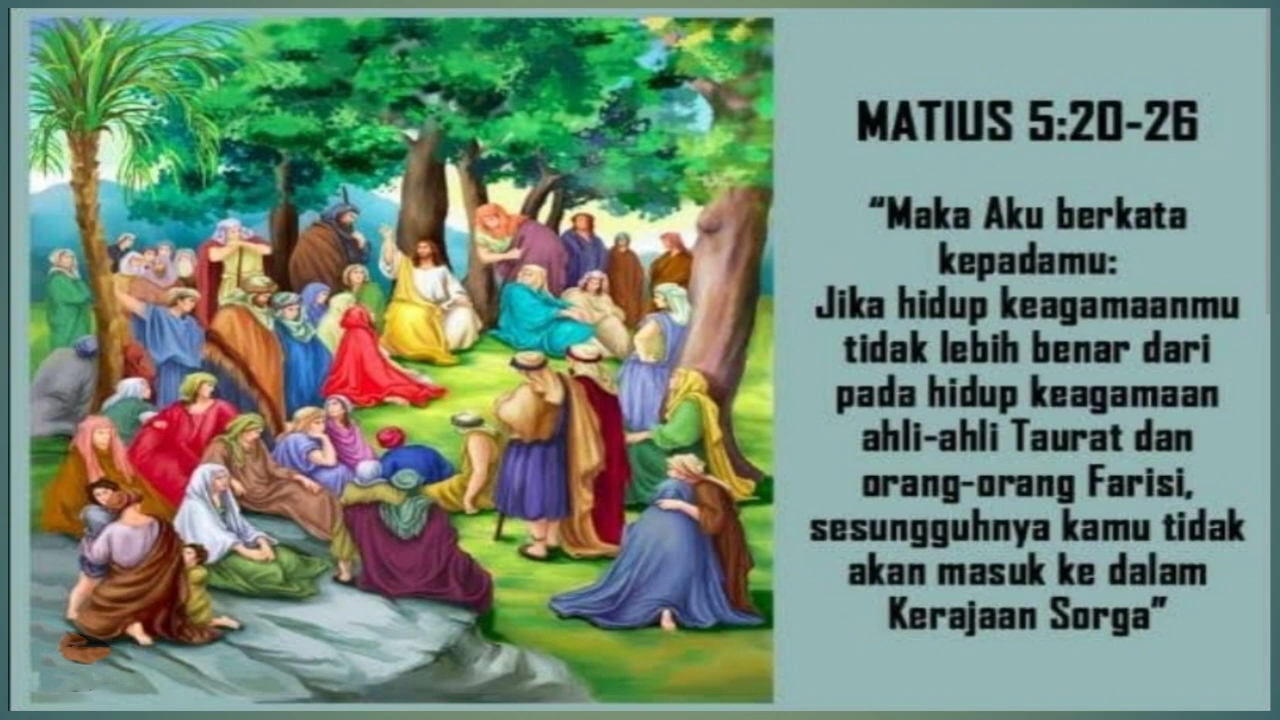 MATIUS 5:20-26
“Maka Aku berkata
kepadamu:
Jika hidup keagamaanmu
tidak lebih benar dari
pada hidup keagamaan
ahli-ahli Taurat dan
orang-orang Farisi,
sesungguhnya kamu tidak
akan masuk ke dalam
Kerajaan Sorga”